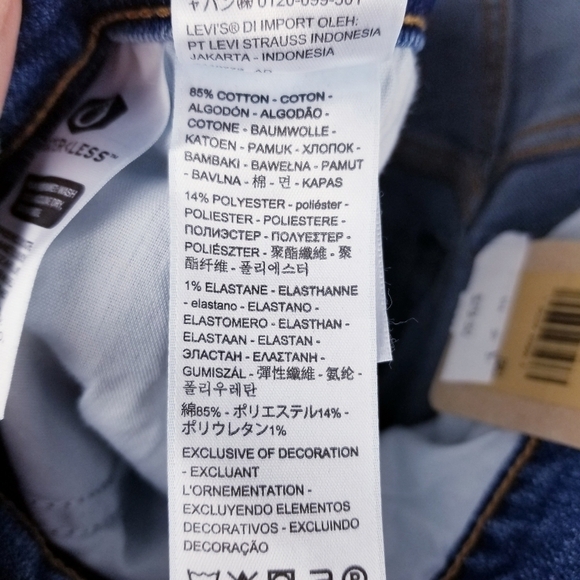 LEVI'S® DI IMPORT OLEH:
PT LEVI STRAUSS INDONESIA
JAKARTA - INDONESIA
85% COTTON - COTON -
ALGODÓN - ALGODÃO -
COTONE - BAUMWOLLE -
KATOEN - PAMUK - ХЛОПОК -
BAMBAKI - BAWEŁNA - PAMUT
- BAVLNA - 棉 - 면 - KAPAS
14% POLYESTER - poliéster -
POLIESTER - POLIESTERE -
ПОЛИЭСТЕР - ΠΟΛΥΕΣΤΕΡ -
POLIÉSZTER - 聚酯纖維 - 聚
酯纤维 - 폴리에스터
1% ELASTANE - ELASTHANNE
- elastano - ELASTANO -
ELASTOMERO - ELASTHAN -
ELASTAAN - ELASTAN -
ЭЛАСТАН - ΕΛΑΣΤΑΝΗ -
GUMISZÁL - 彈性纖維 - 氨纶 -
폴리우레탄
綿85% - ポリエステル14% -
ポリウレタン1%
EXCLUSIVE OF DECORATION
- EXCLUANT
L'ORNEMENTATION -
EXCLUYENDO ELEMENTOS
DECORATIVOS - EXCLUINDO
DECORAÇÃO